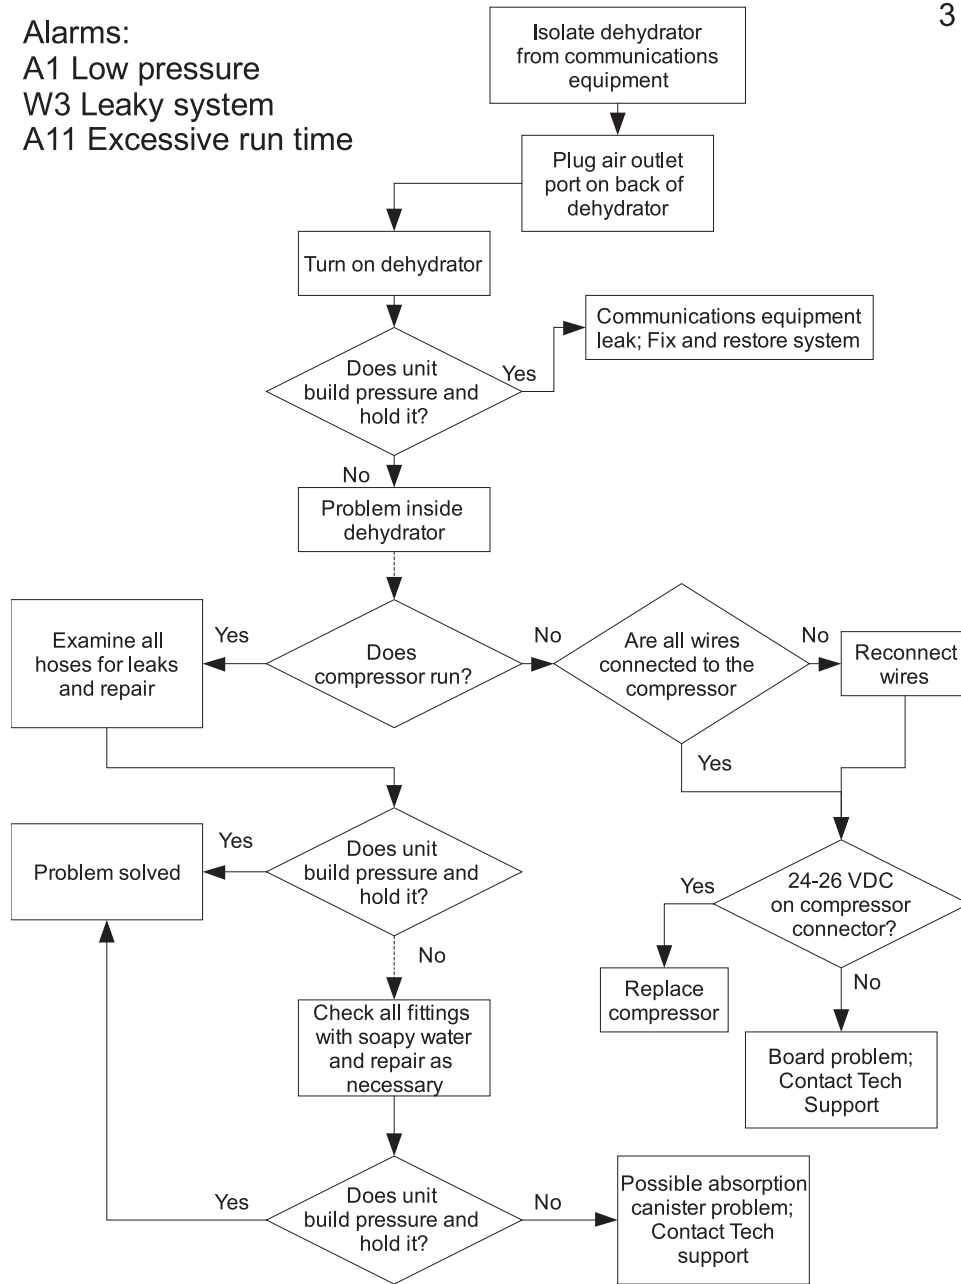 3
Alarms:
A1 Low pressure
W3 Leaky system
A11 Excessive run time
Isolate dehydrator
from communications
equipment
Plug air outlet
port on back of
dehydrator
Turn on dehydrator
Does unit
build pressure and
hold it?
Yes
Communications equipment
leak; Fix and restore system
No
Problem inside
dehydrator
Does
compressor run?
Yes
Examine all
hoses for leaks
and repair
No
Are all wires
connected to the
compressor
No
Reconnect
wires
Yes
Does unit
build pressure and
hold it?
Yes
Problem solved
24-26 VDC
on compressor
connector?
Yes
Replace
compressor
No
Board problem;
Contact Tech
Support
No
Check all fittings
with soapy water
and repair as
necessary
Does unit
build pressure and
hold it?
Yes
No
Possible absorption
canister problem;
Contact Tech
support